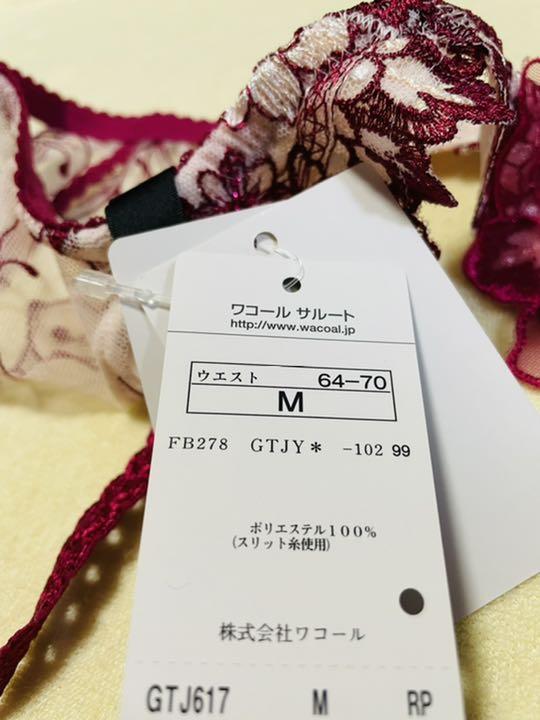 ワコール サルート
http://www.wacoal.jp
ウエスト 64-70
M
FB278 GTJY* -102 99
ポリエステル100%
(スリット糸使用)
株式会社ワコール
GTJ617 M RP